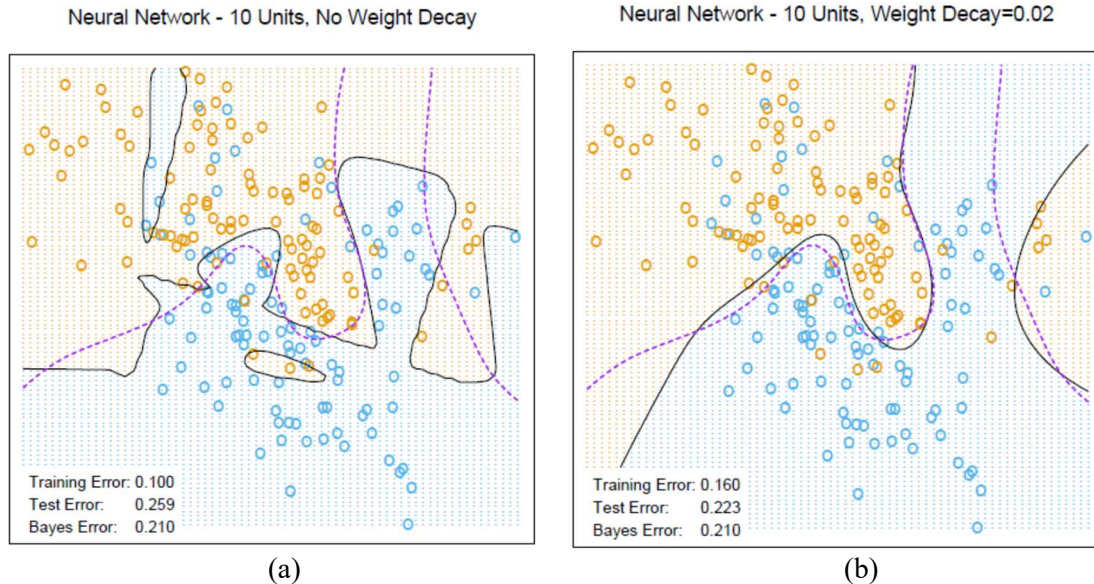 Neural Network - 10 Units, No Weight Decay
Training Error: 0.100
Test Error: 0.259
Bayes Error: 0.210
(a)
Neural Network - 10 Units, Weight Decay=0.02
Training Error: 0.160
Test Error: 0.223
Bayes Error: 0.210
(b)